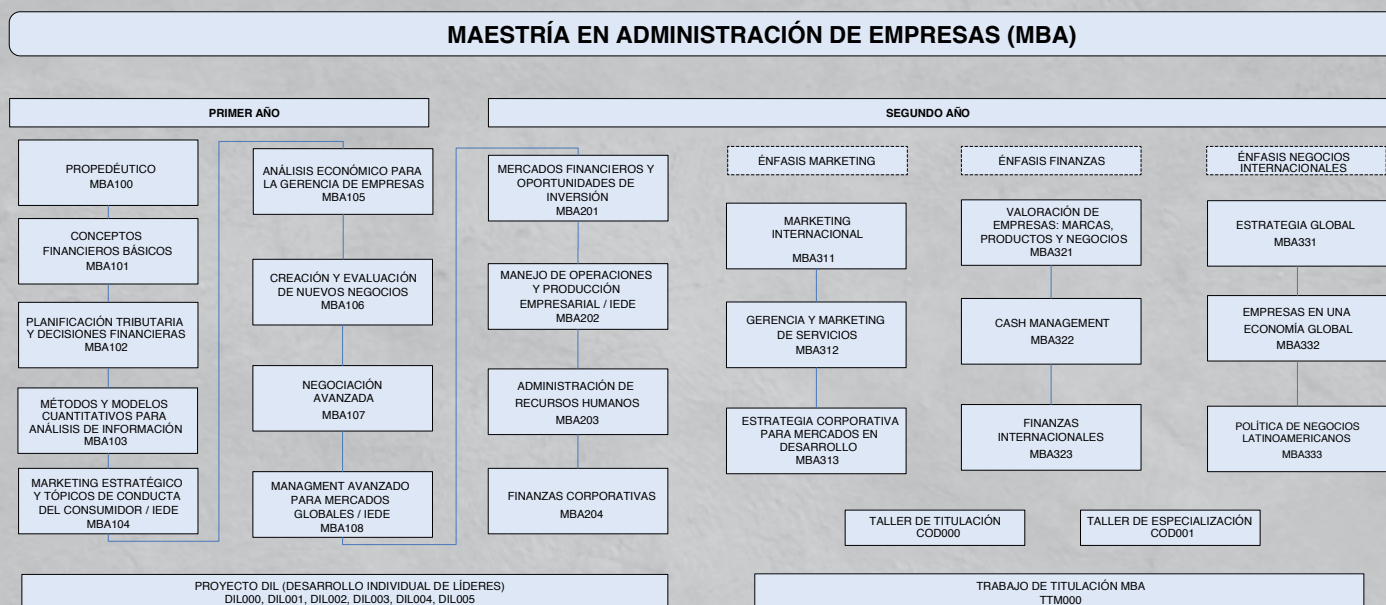 MAESTRÍA EN ADMINISTRACIÓN DE EMPRESAS (MBA)
PRIMER AÑO
SEGUNDO AÑO
PROPEDÉUTICO
MBA100
CONCEPTOS
FINANCIEROS BÁSICOS
MBA101
PLANIFICACIÓN TRIBUTARIA
Y DECISIONES FINANCIERAS
MBA102
MÉTODOS Y MODELOS
CUANTITATIVOS PARA
ANÁLISIS DE INFORMACIÓN
MBA103
MARKETING ESTRATÉGICO
Y TÓPICOS DE CONDUCTA
DEL CONSUMIDOR / IEDE
MBA104
ANÁLISIS ECONÓMICO PARA
LA GERENCIA DE EMPRESAS
MBA105
CREACIÓN Y EVALUACIÓN
DE NUEVOS NEGOCIOS
MBA106
NEGOCIACIÓN
AVANZADA
MBA107
MANAGMENT AVANZADO
PARA MERCADOS
GLOBALES / IEDE
MBA108
MERCADOS FINANCIEROS Y
OPORTUNIDADES DE
INVERSIÓN
MBA201
MANEJO DE OPERACIONES
Y PRODUCCIÓN
EMPRESARIAL / IEDE
MBA202
ADMINISTRACIÓN DE
RECURSOS HUMANOS
MBA203
FINANZAS CORPORATIVAS
MBA204
ÉNFASIS MARKETING
MARKETING
INTERNACIONAL
MBA311
GERENCIA Y MARKETING
DE SERVICIOS
MBA312
ESTRATEGIA CORPORATIVA
PARA MERCADOS EN
DESARROLLO
MBA313
ÉNFASIS FINANZAS
VALORACIÓN DE
EMPRESAS: MARCAS,
PRODUCTOS Y NEGOCIOS
MBA321
CASH MANAGEMENT
MBA322
FINANZAS
INTERNACIONALES
MBA323
ÉNFASIS NEGOCIOS
INTERNACIONALES
ESTRATEGIA GLOBAL
MBA331
EMPRESAS EN UNA
ECONOMÍA GLOBAL
MBA332
POLÍTICA DE NEGOCIOS
LATINOAMERICANOS
MBA333
TALLER DE TITULACIÓN
COD000
TALLER DE ESPECIALIZACIÓN
COD001
PROYECTO DIL (DESARROLLO INDIVIDUAL DE LÍDERES)
DIL000, DIL001, DIL002, DIL003, DIL004, DIL005
TRABAJO DE TITULACIÓN MBA
TTM000